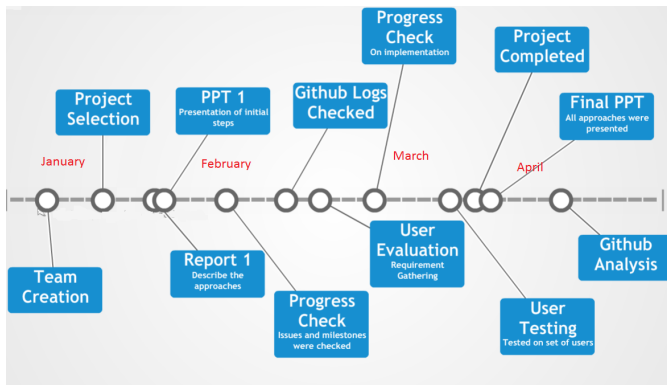 Progress
Check
On implementation
Project
Completed
Project
Selection
PPT 1
Presentation of initial
steps
Github Logs
Checked
Final PPT
All approaches were
presented
January
February
March
April
Team
Creation
Report 1
Describe the
approaches
Progress
Check
Issues and milestones
were checked
User
Evaluation
Requirement
Gathering
User
Testing
Tested on set of users
Github
Analysis